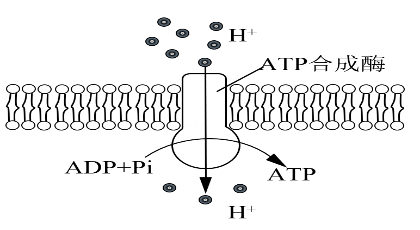 H⁺
ATP合成酶
ADP+Pi
ATP
H⁺